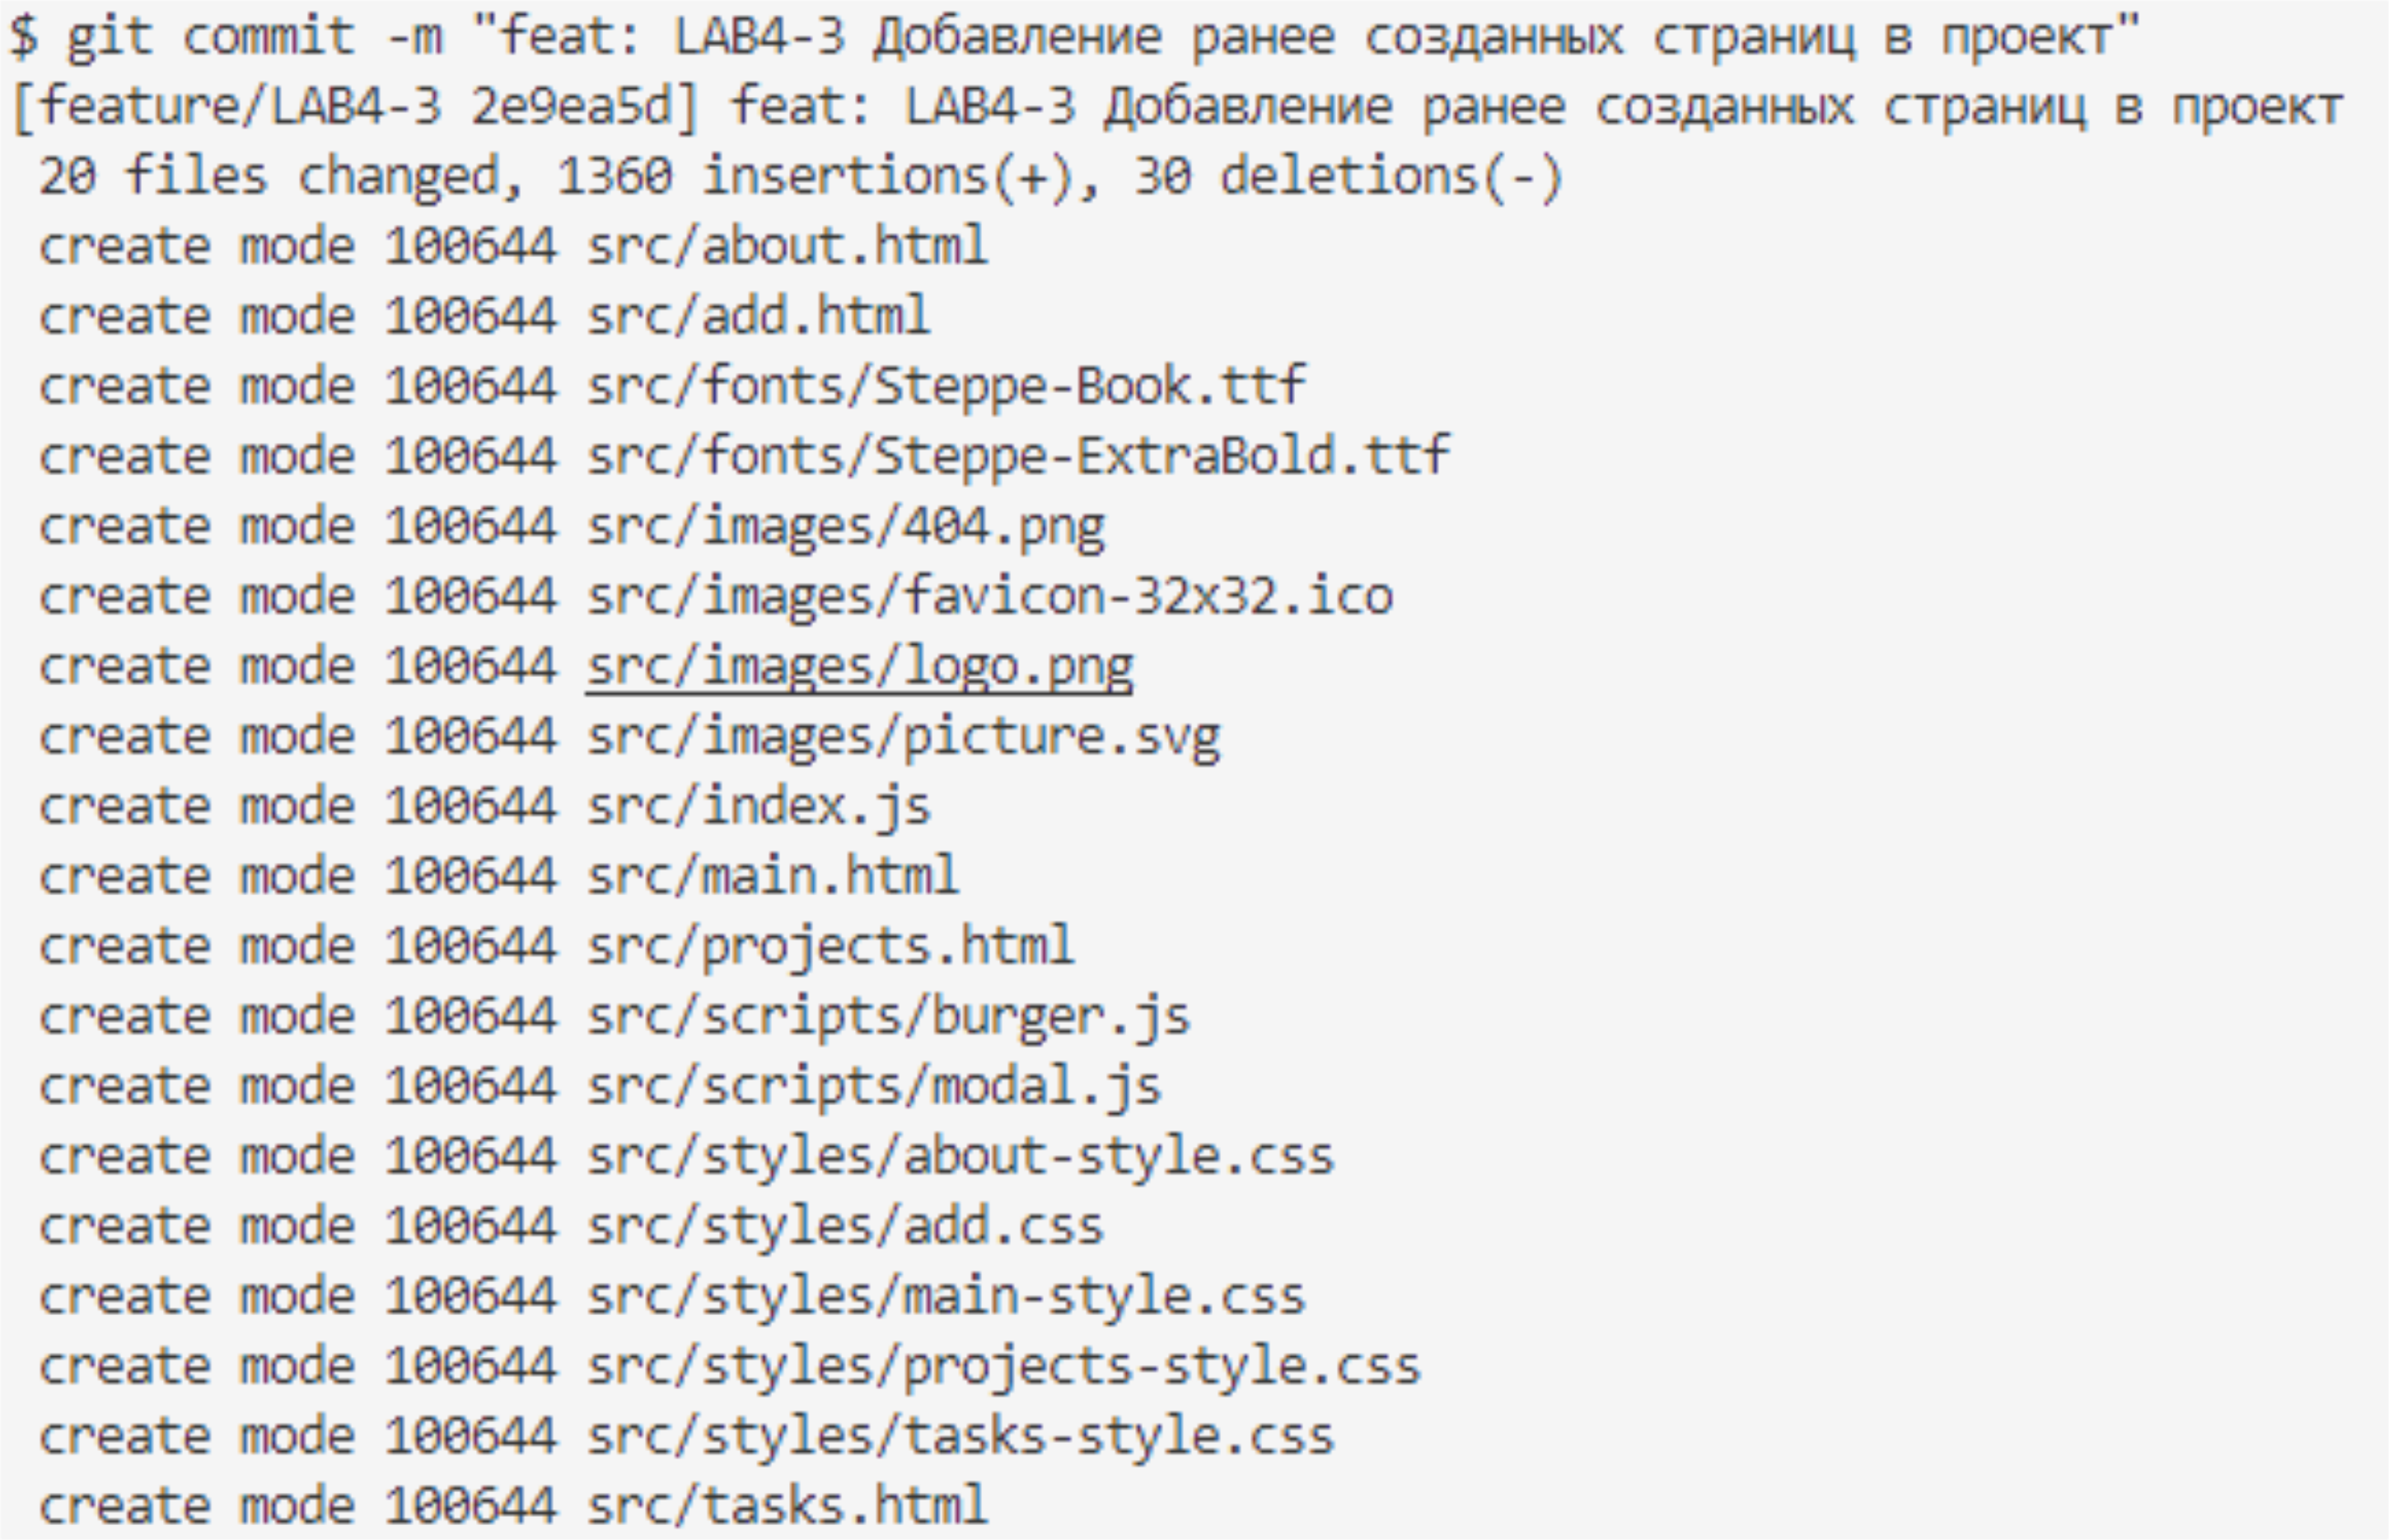 $ git commit -m "feat: LAB4-3 Добавление ранее созданных страниц в проект"
[feature/LAB4-3 2e9ea5d] feat: LAB4-3 Добавление ранее созданных страниц в проект
20 files changed, 1360 insertions(+), 30 deletions(-)
create mode 100644 src/about.html
create mode 100644 src/add.html
create mode 100644 src/fonts/Steppe-Book.ttf
create mode 100644 src/fonts/Steppe-ExtraBold.ttf
create mode 100644 src/images/404.png
create mode 100644 src/images/favicon-32x32.ico
create mode 100644 src/images/logo.png
create mode 100644 src/images/picture.svg
create mode 100644 src/index.js
create mode 100644 src/main.html
create mode 100644 src/projects.html
create mode 100644 src/scripts/burger.js
create mode 100644 src/scripts/modal.js
create mode 100644 src/styles/about-style.css
create mode 100644 src/styles/add.css
create mode 100644 src/styles/main-style.css
create mode 100644 src/styles/projects-style.css
create mode 100644 src/styles/tasks-style.css
create mode 100644 src/tasks.html